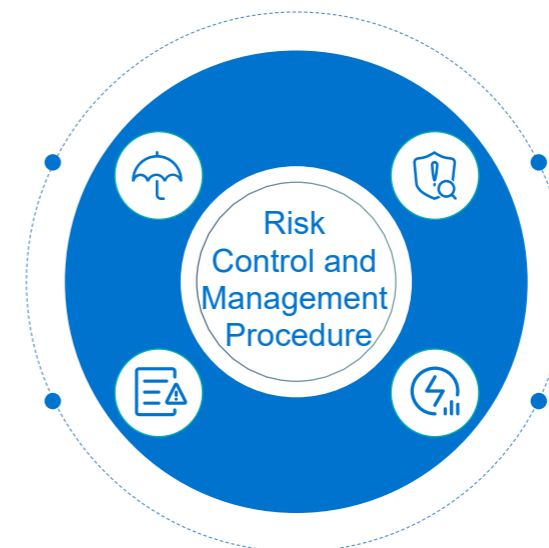 Risk
Control and
Management
Procedure